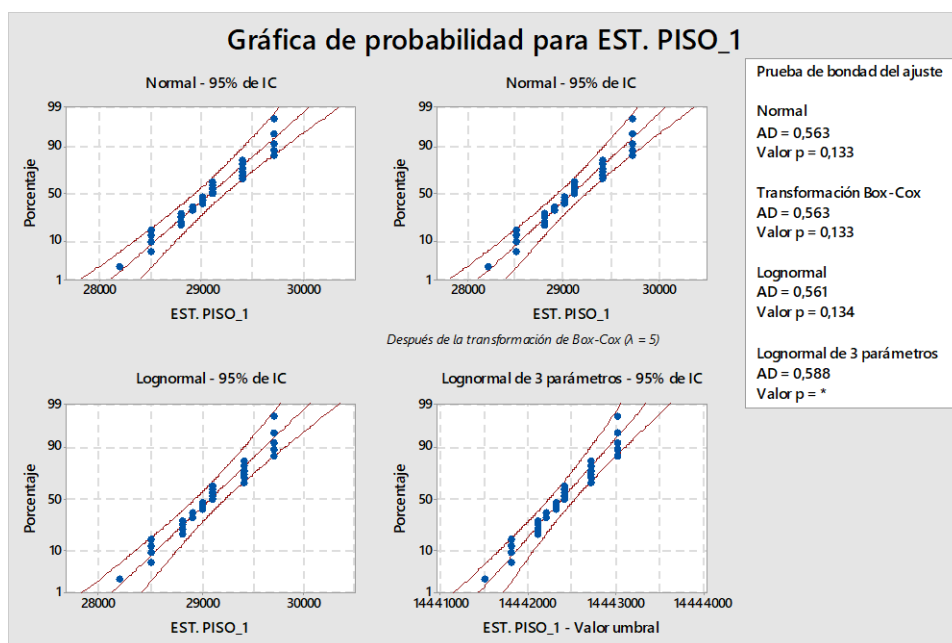 Gráfica de probabilidad para EST. PISO_1
Normal - 95% de IC
99
90
50
10
1
Porcentaje
28000 29000 30000
EST. PISO_1
Normal - 95% de IC
99
90
50
10
1
Porcentaje
28000 29000 30000
EST. PISO_1
Después de la transformación de Box-Cox (λ = 5)
Lognormal - 95% de IC
99
90
50
10
1
Porcentaje
28000 29000 30000
EST. PISO_1
Lognormal de 3 parámetros - 95% de IC
99
90
50
10
1
Porcentaje
14441000 14442000 14443000 14444000
EST. PISO_1 - Valor umbral
Prueba de bondad del ajuste
Normal
AD = 0,563
Valor p = 0,133
Transformación Box-Cox
AD = 0,563
Valor p = 0,133
Lognormal
AD = 0,561
Valor p = 0,134
Lognormal de 3 parámetros
AD = 0,588
Valor p = *